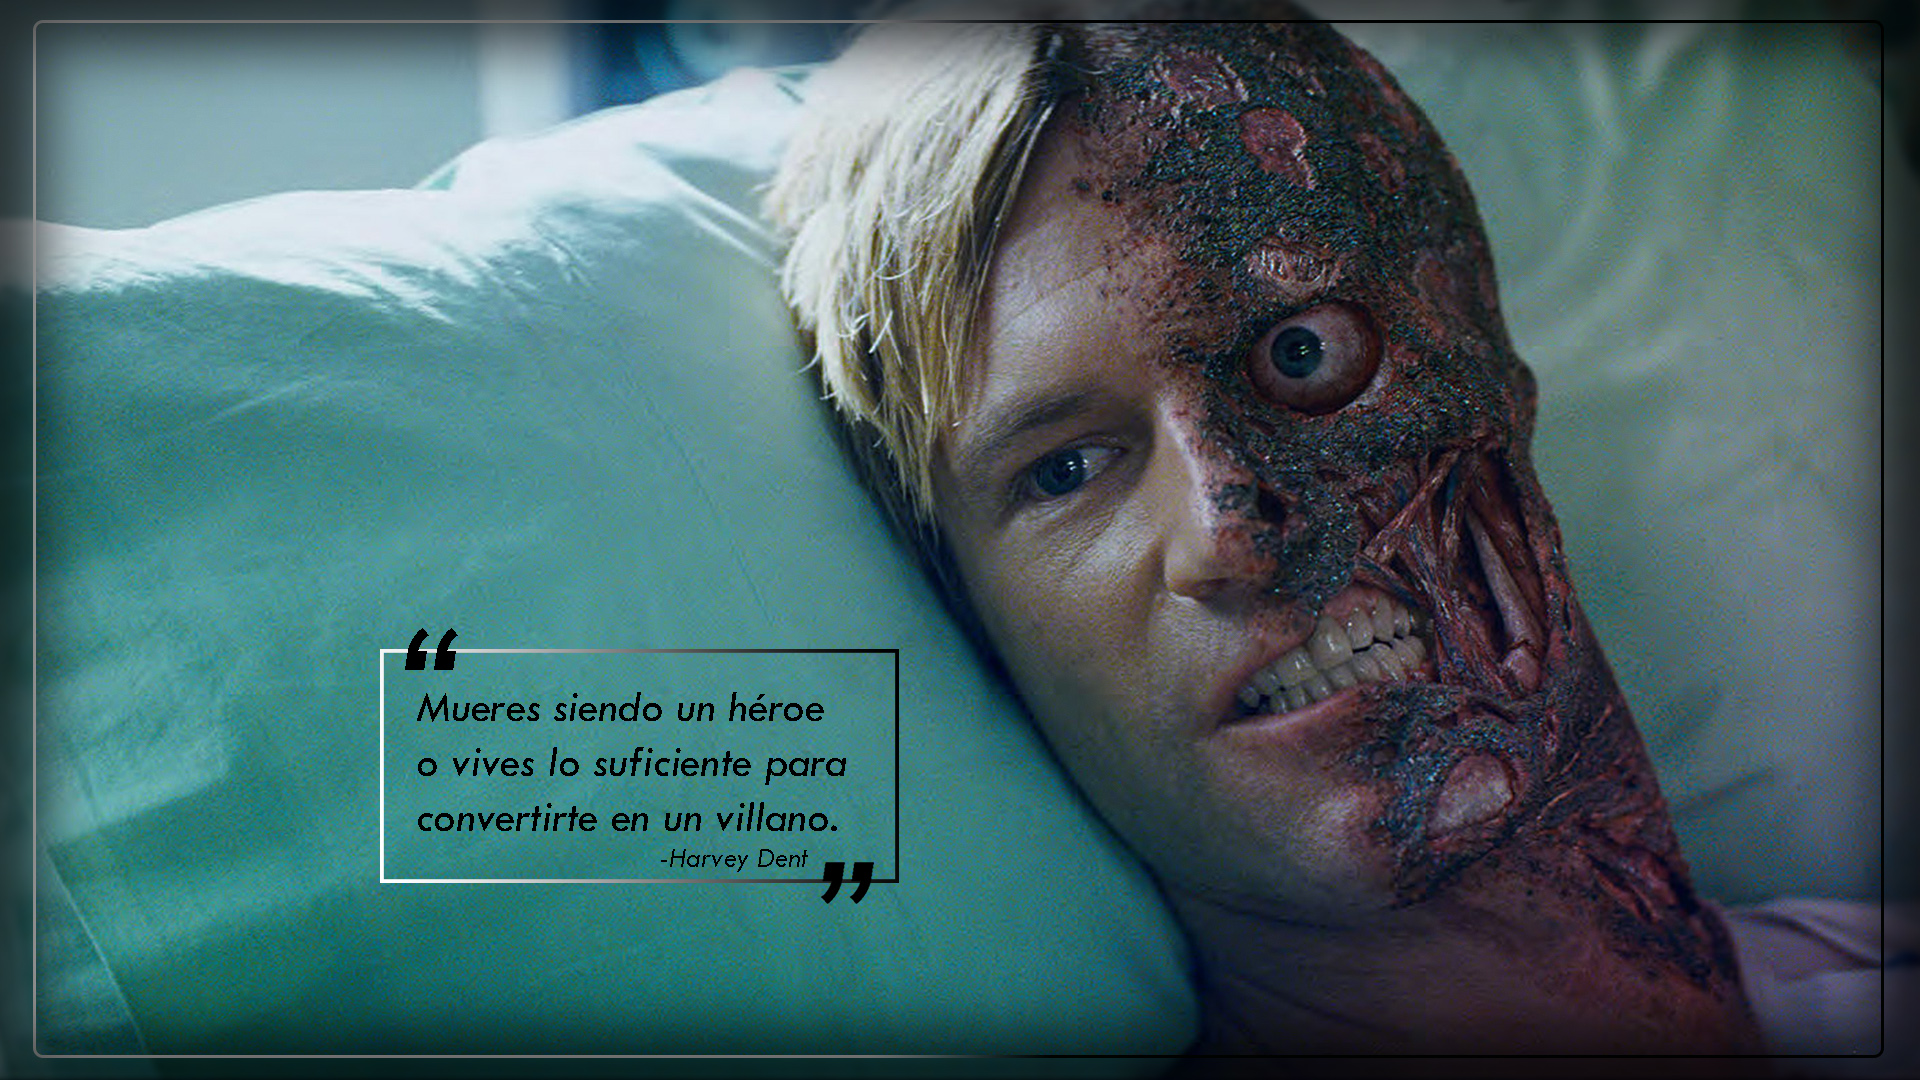 “
Mueres siendo un héroe
o vives lo suficiente para
convertirte en un villano.
-Harvey Dent
”